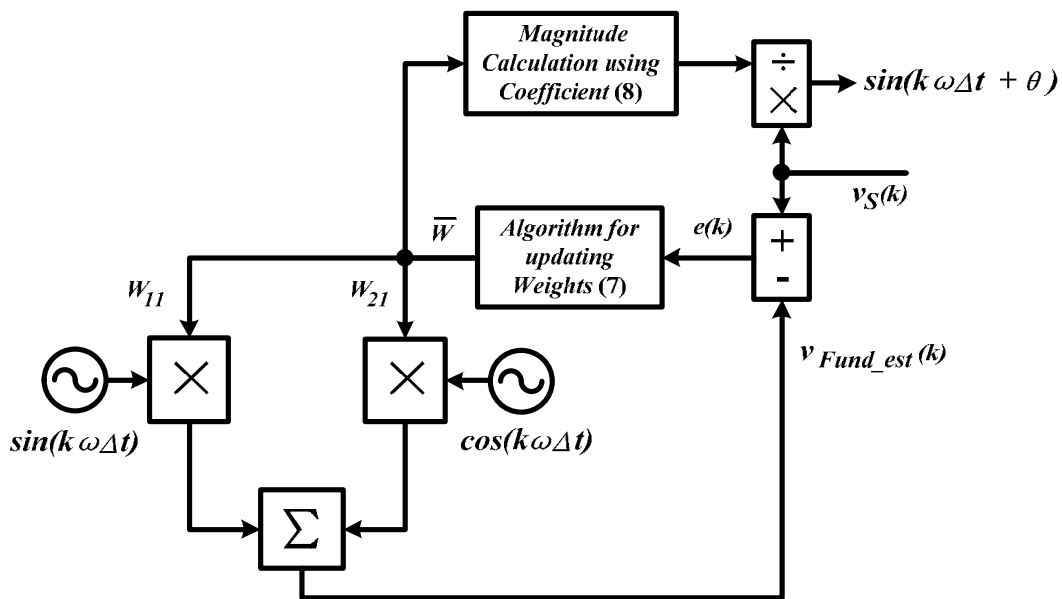 Magnitude
Calculation using
Coefficient (8)
÷
×
sin(k ωΔt + θ )
v_S(k)
W̅
Algorithm for
updating
Weights (7)
e(k)
+
-
W_11
W_21
v_Fund_est(k)
×
×
sin(k ωΔt)
cos(kωΔt)
Σ